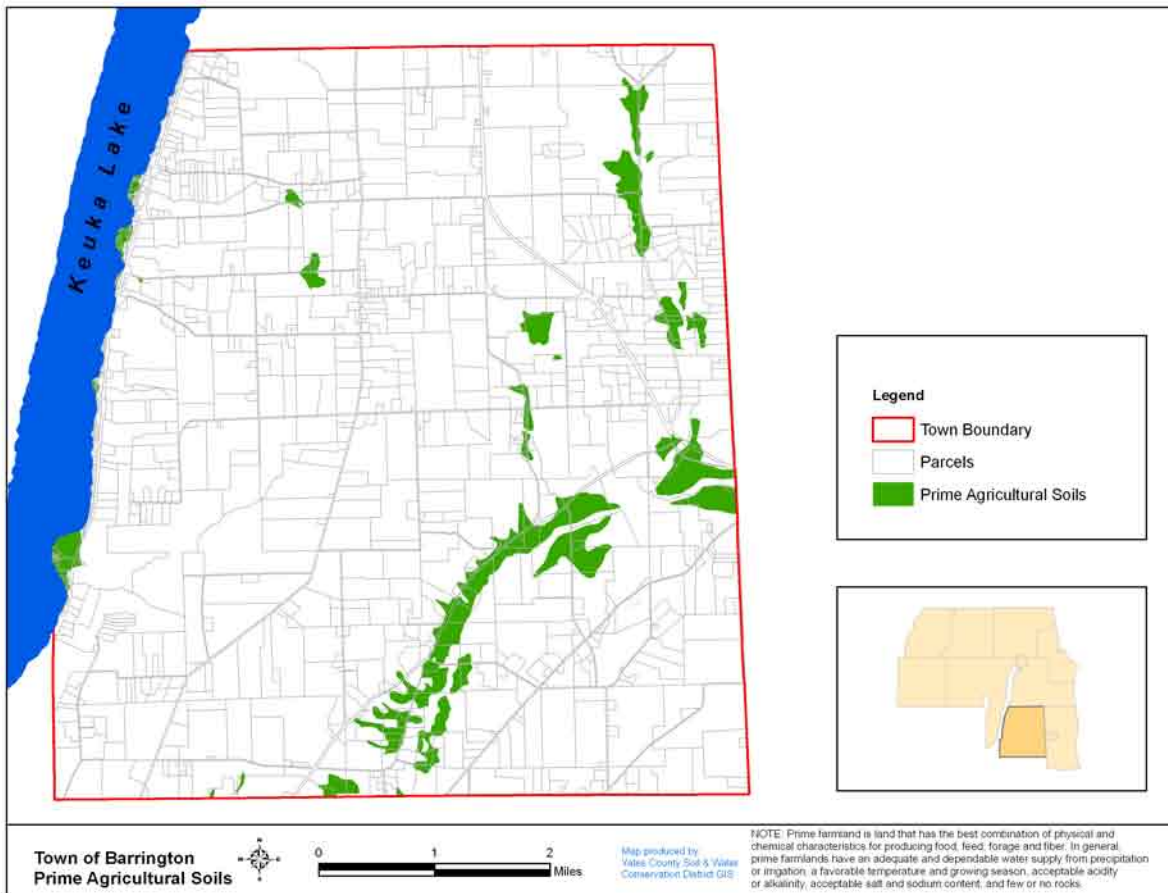 Keuka Lake
Legend
Town Boundary
Parcels
Prime Agricultural Soils
Town of Barrington
Prime Agricultural Soils
N
W E
S
0 1 2
Miles
Map produced by
Yates County Soil & Water
Conservation District GIS
NOTE: Prime farmland is land that has the best combination of physical and
chemical characteristics for producing food, feed, forage and fiber. In general,
prime farmlands have an adequate and dependable water supply from precipitation
or irrigation, a favorable temperature and growing season, acceptable acidity
or alkalinity, acceptable salt and sodium content, and few or no rocks.